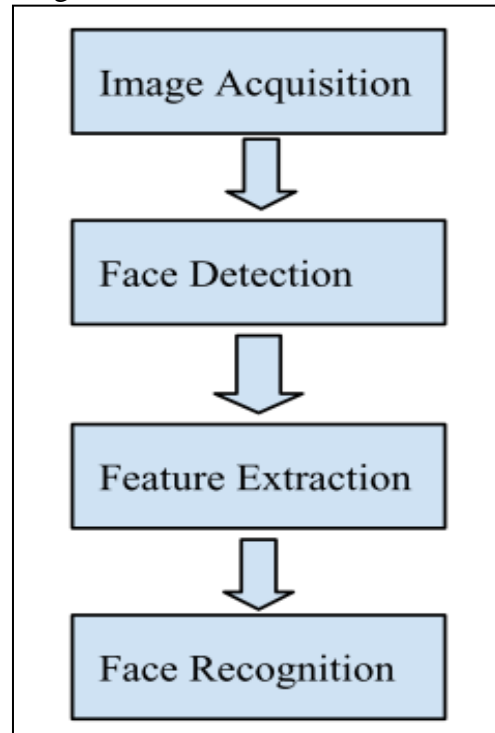 Image Acquisition
Face Detection
Feature Extraction
Face Recognition